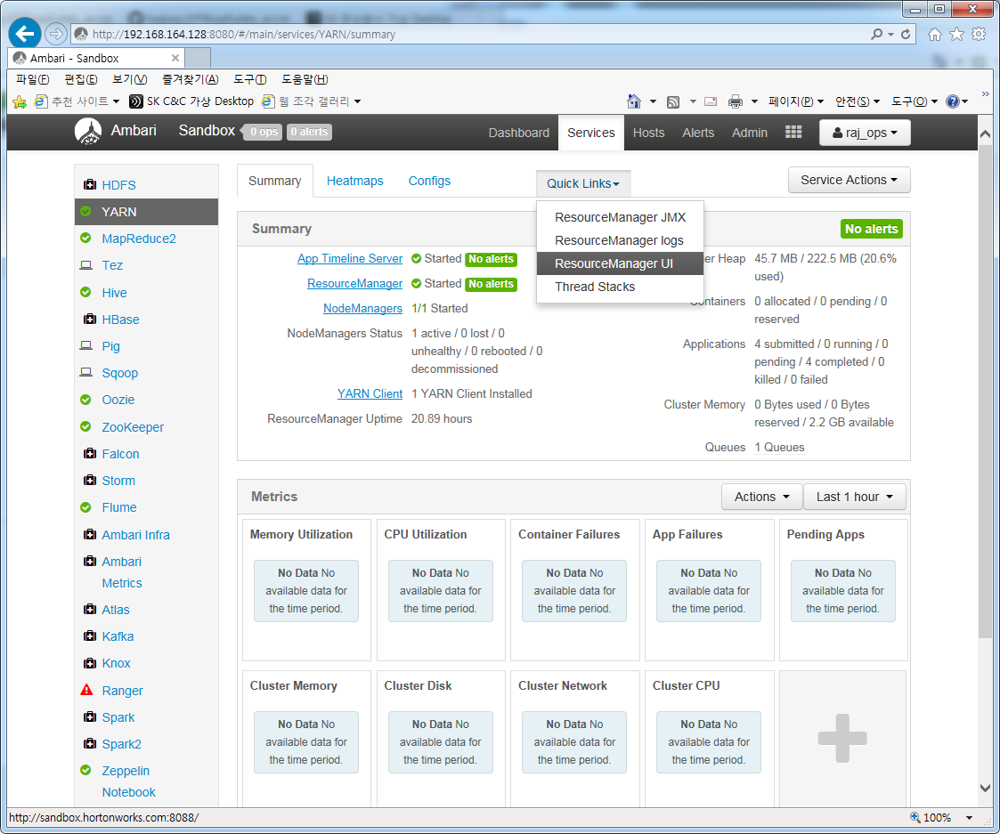 http://192.168.164.128:8080/#/main/services/YARN/summary
Ambari - Sandbox
파일(F) 편집(E) 보기(V) 즐겨찾기(A) 도구(T) 도움말(H)
추천 사이트 SK C&C 가상 Desktop 웹 조각 갤러리 페이지(P) 안전(S) 도구(O)
Ambari Sandbox 0 ops 0 alerts Dashboard Services Hosts Alerts Admin raj_ops
HDFS
YARN
MapReduce2
Tez
Hive
HBase
Pig
Sqoop
Oozie
ZooKeeper
Falcon
Storm
Flume
Ambari Infra
Ambari
Metrics
Atlas
Kafka
Knox
Ranger
Spark
Spark2
Zeppelin
Notebook
Summary Heatmaps Configs Quick Links Service Actions
ResourceManager JMX
ResourceManager logs
ResourceManager UI
Thread Stacks
Summary No alerts
App Timeline Server Started No alerts
ResourceManager Started No alerts
NodeManagers 1/1 Started
NodeManagers Status 1 active / 0 lost / 0
unhealthy / 0 rebooted / 0
decommissioned
YARN Client 1 YARN Client Installed
ResourceManager Uptime 20.89 hours
Heap 45.7 MB / 222.5 MB (20.6%
used)
0 allocated / 0 pending / 0
reserved
Applications 4 submitted / 0 running / 0
pending / 4 completed / 0
killed / 0 failed
Cluster Memory 0 Bytes used / 0 Bytes
reserved / 2.2 GB available
Queues 1 Queues
Metrics Actions Last 1 hour
Memory Utilization CPU Utilization Container Failures App Failures Pending Apps
No Data No No Data No No Data No No Data No No Data No
available data for available data for available data for available data for available data for
the time period. the time period. the time period. the time period. the time period.
Cluster Memory Cluster Disk Cluster Network Cluster CPU
No Data No No Data No No Data No No Data No
available data for available data for available data for available data for
the time period. the time period. the time period. the time period.
http://sandbox.hortonworks.com:8088/ 100%